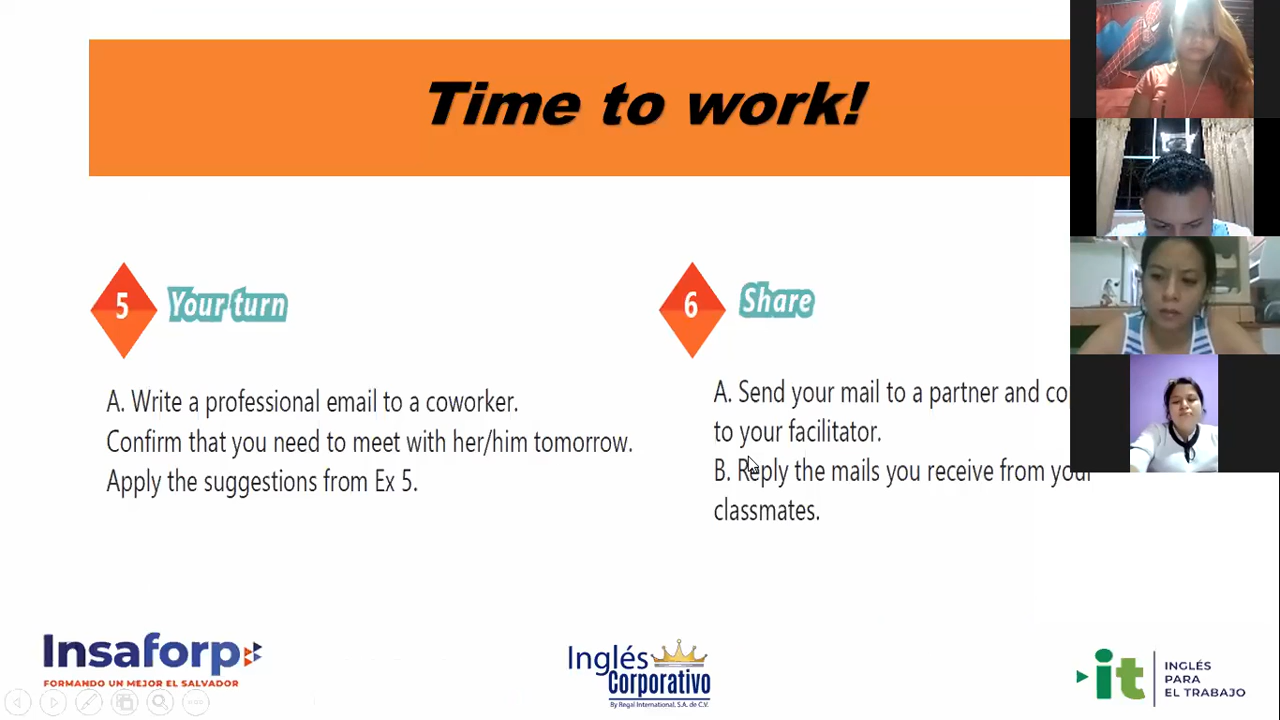 Time to work!
5
Your turn
A. Write a professional email to a coworker.
Confirm that you need to meet with her/him tomorrow.
Apply the suggestions from Ex 5.
6
Share
A. Send your mail to a partner and co
to your facilitator.
B. Reply the mails you receive from your
classmates.
Insaforp
FORMANDO UN MEJOR EL SALVADOR
Inglés
Corporativo
By Regal International, S.A. de C.V.
it
INGLÉS
PARA
EL TRABAJO